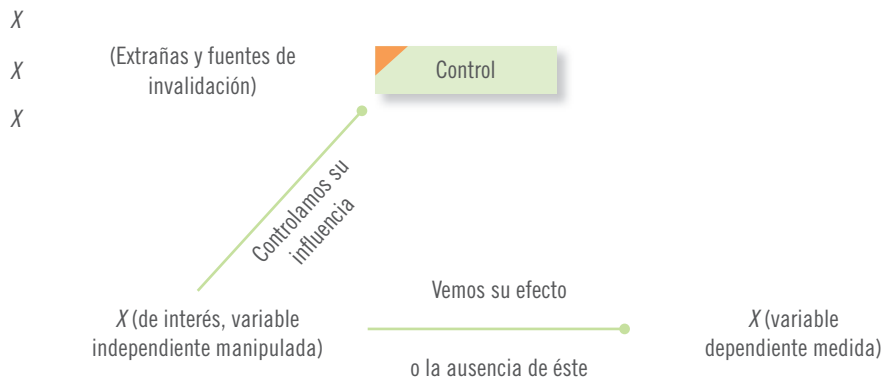 X
X
X
(Extrañas y fuentes de
invalidación)
Control
Controlamos su
influencia
X (de interés, variable
independiente manipulada)
Vemos su efecto
o la ausencia de éste
X (variable
dependiente medida)